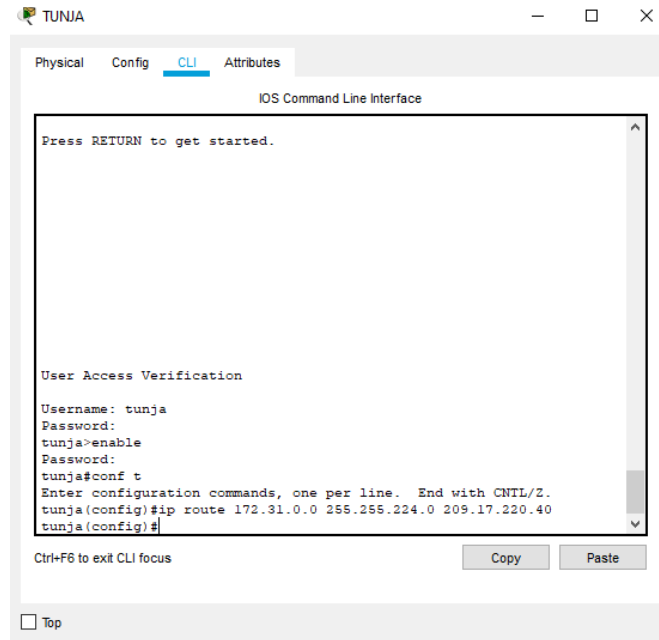 TUNJA
Physical Config CLI Attributes
IOS Command Line Interface
Press RETURN to get started.
User Access Verification
Username: tunja
Password:
tunja>enable
Password:
tunja#conf t
Enter configuration commands, one per line.  End with CNTL/Z.
tunja(config)#ip route 172.31.0.0 255.255.224.0 209.17.220.40
tunja(config)#
Ctrl+F6 to exit CLI focus
Copy Paste
Top